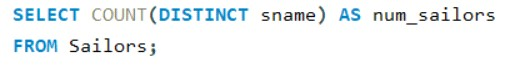 SELECT COUNT(DISTINCT sname) AS num_sailors
FROM Sailors;